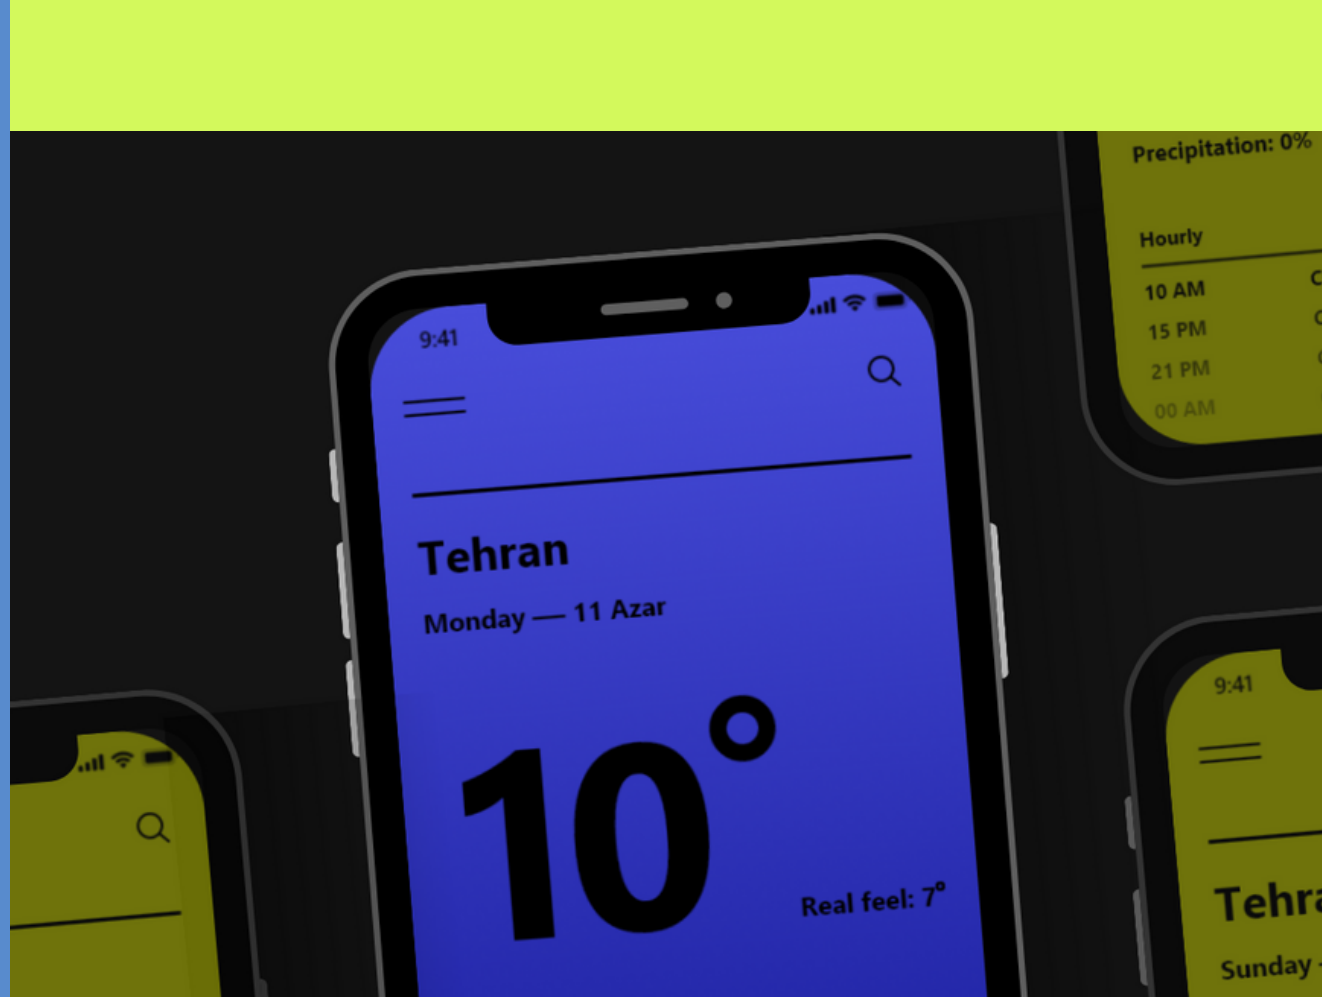 Precipitation: 0%
Hourly
10 AM
15 PM
21 PM
00 AM
9:41
Tehran
Monday — 11 Azar
10°
Real feel: 7°
9:41
Sunday